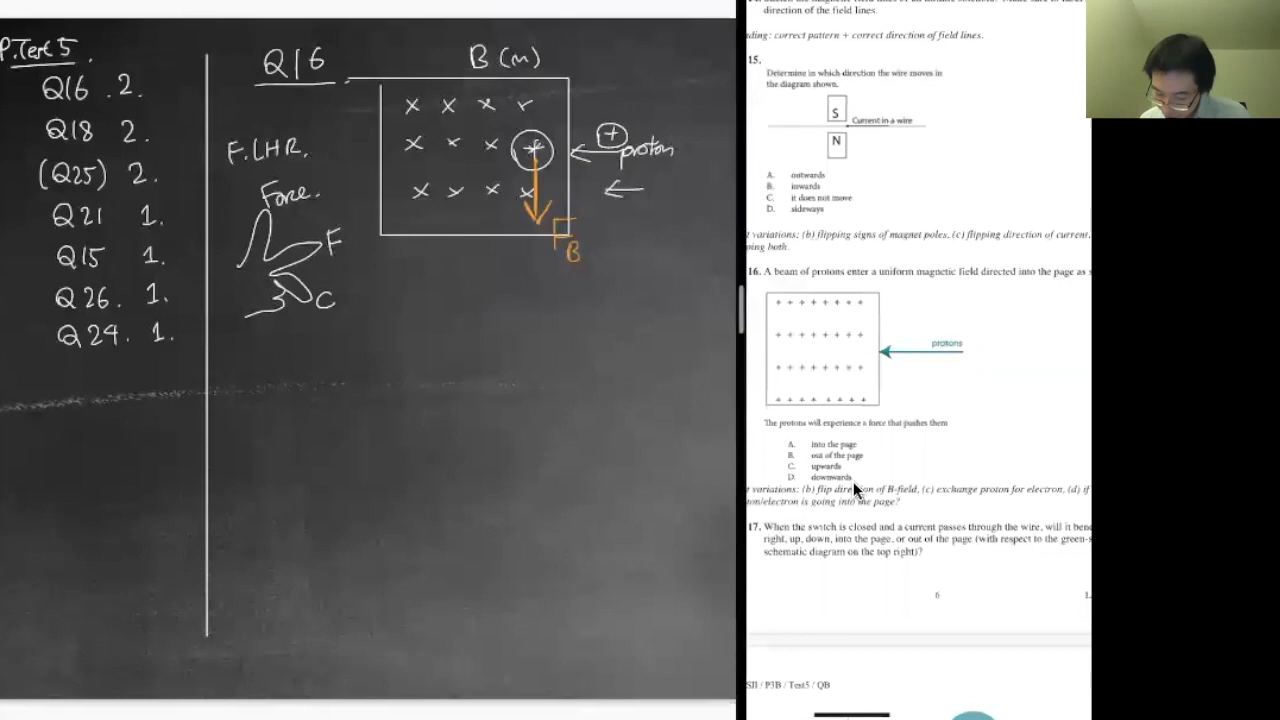 P.Test 5.
Q16 2.
Q18 2
(Q25) 2.
Q21 1.
Q15 1.
Q26. 1.
Q24. 1.
Q16
B (in)
F.LHR.
Force.
F
C
x x x x
x x x x
x x x x
+
proton
FB
direction of the field lines.
ding: correct pattern + correct direction of field lines.
15.
Determine in which direction the wire moves in
the diagram shown.
S
Current in a wire
N
A. outwards
B. inwards
C. it does not move
D. sideways
t variations: (b) flipping signs of magnet poles, (c) flipping direction of current,
ping both.
16. A beam of protons enter a uniform magnetic field directed into the page as s
+ + + + + + + +
+ + + + + + + +
protons
+ + + + + + + +
+ + + + + + + +
The protons will experience a force that pushes them
A. into the page
B. out of the page
C. upwards
D. downwards
t variations: (b) flip direction of B-field, (c) exchange proton for electron, (d) if
on/electron is going into the page?
17. When the switch is closed and a current passes through the wire, will it bend
right, up, down, into the page, or out of the page (with respect to the green-s
schematic diagram on the top right)?
6
SJI / P3B / Test5 / QB